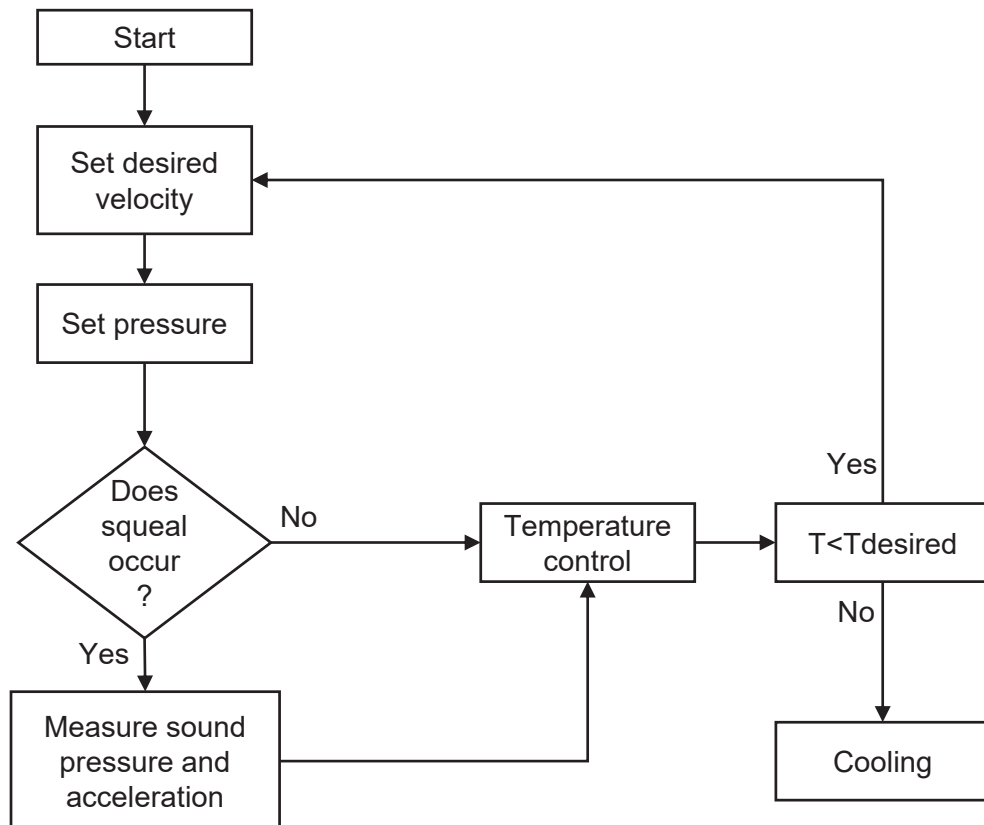 Start
Set desired
velocity
Set pressure
Does
squeal
occur
?
No
Yes
Measure sound
pressure and
acceleration
Temperature
control
T<Tdesired
Yes
No
Cooling